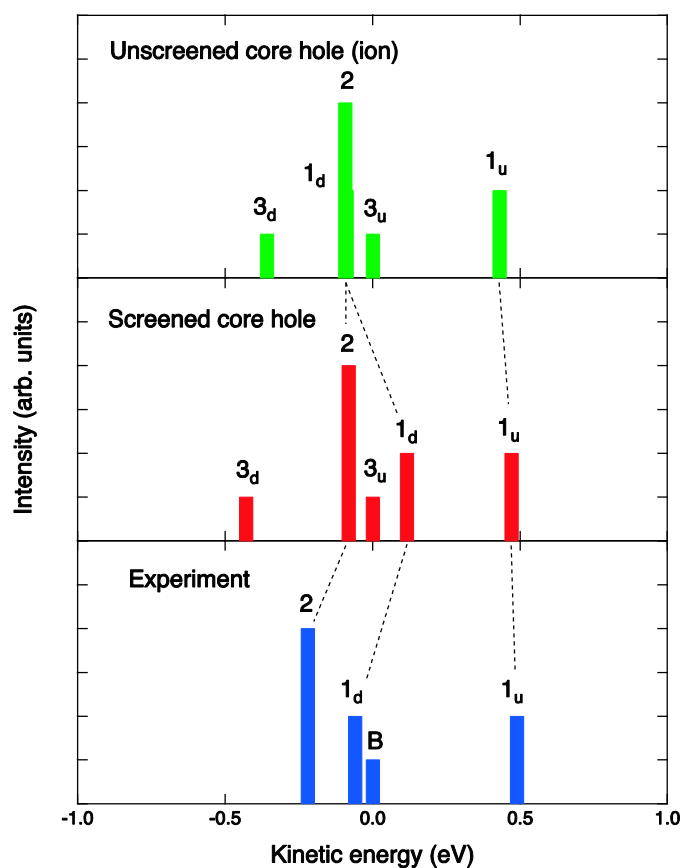 Unscreened core hole (ion)
2
1d
1u
3d
3u
Screened core hole
2
1d
1u
3d
3u
Intensity (arb. units)
Experiment
2
1d
1u
B
-1.0
-0.5
0.0
0.5
1.0
Kinetic energy (eV)